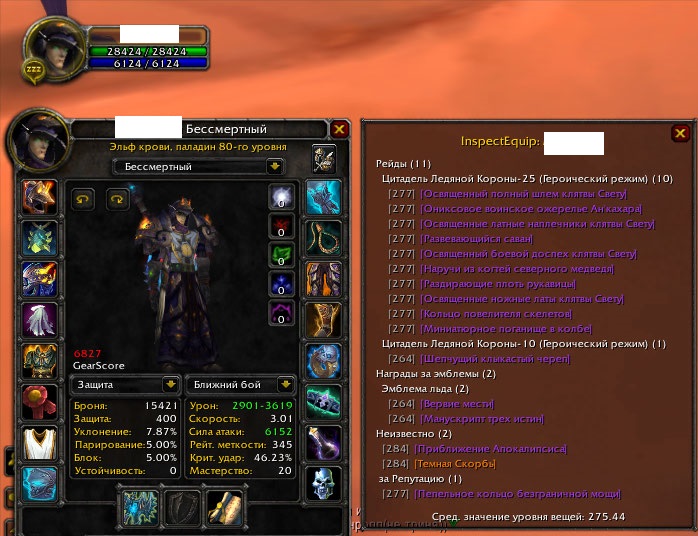 28424 / 28424
6124 / 6124
zzz
Бессмертный
Эльф крови, паладин 80-го уровня
Бессмертный
0
0
0
0
0
6827
GearScore
Защита
Ближний бой
Броня: 15421
Защита: 400
Уклонение: 7.87%
Парирование: 5.00%
Блок: 5.00%
Устойчивость: 0
Урон: 2901-3619
Скорость: 3.01
Сила атаки: 6152
Рейт. меткости: 345
Крит. удар: 46.23%
Мастерство: 20
InspectEquip:
Рейды (11)
Цитадель Ледяной Короны-25 (Героический режим) (10)
[277] [Освященный полный шлем клятвы Свету]
[277] [Ониксовое воинское ожерелье Ан'кахара]
[277] [Освященные латные наплечники клятвы Свету]
[277] [Развевающийся саван]
[277] [Освященный боевой доспех клятвы Свету]
[277] [Наручи из когтей северного медведя]
[277] [Раздирающие плоть рукавицы]
[277] [Освященные ножные латы клятвы Свету]
[277] [Кольцо повелителя скелетов]
[277] [Миниатюрное поганище в колбе]
Цитадель Ледяной Короны-10 (Героический режим) (1)
[264] [Шепчущий клыкастый череп]
Награды за эмблемы (2)
Эмблема льда (2)
[264] [Вервие мести]
[264] [Манускрипт трех истин]
Неизвестно (2)
[284] [Приближение Апокалипсиса]
[284] [Темная Скорбь]
за Репутацию (1)
[277] [Пепельное кольцо безграничной мощи]
Сред. значение уровня вещей: 275.44